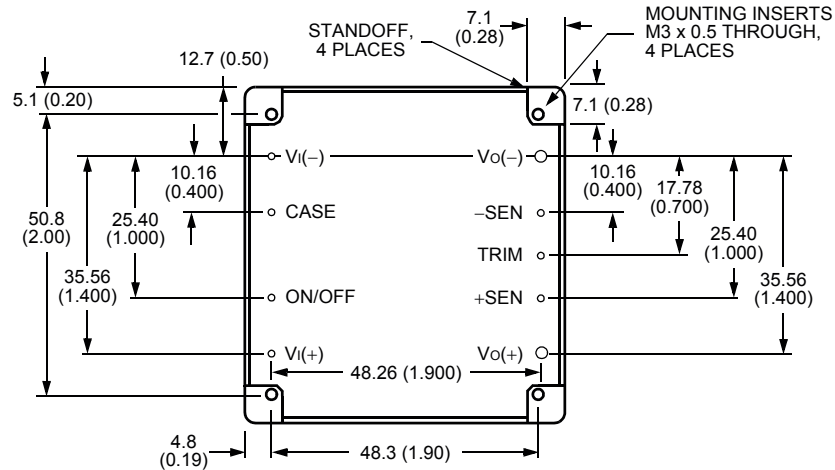 STANDOFF,
4 PLACES
7.1
(0.28)
MOUNTING INSERTS
M3 x 0.5 THROUGH,
4 PLACES
12.7 (0.50)
5.1 (0.20)
7.1 (0.28)
VI(−)
VO(−)
10.16
(0.400)
10.16
(0.400)
17.78
(0.700)
CASE
−SEN
50.8
(2.00)
25.40
(1.000)
25.40
(1.000)
TRIM
35.56
(1.400)
35.56
(1.400)
ON/OFF
+SEN
VI(+)
VO(+)
48.26 (1.900)
4.8
(0.19)
48.3 (1.90)